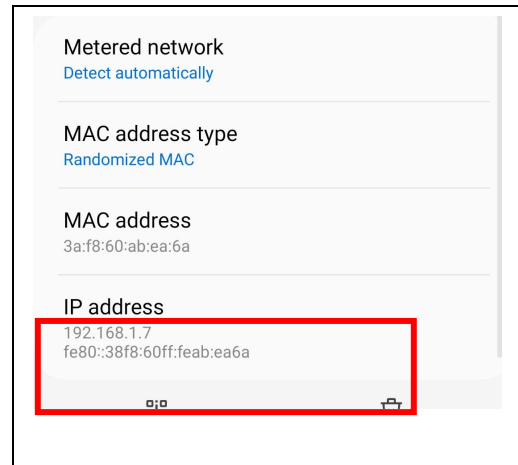 Metered network
Detect automatically
MAC address type
Randomized MAC
MAC address
3a:f8:60:ab:ea:6a
IP address
192.168.1.7
fe80::38f8:60ff:feab:ea6a